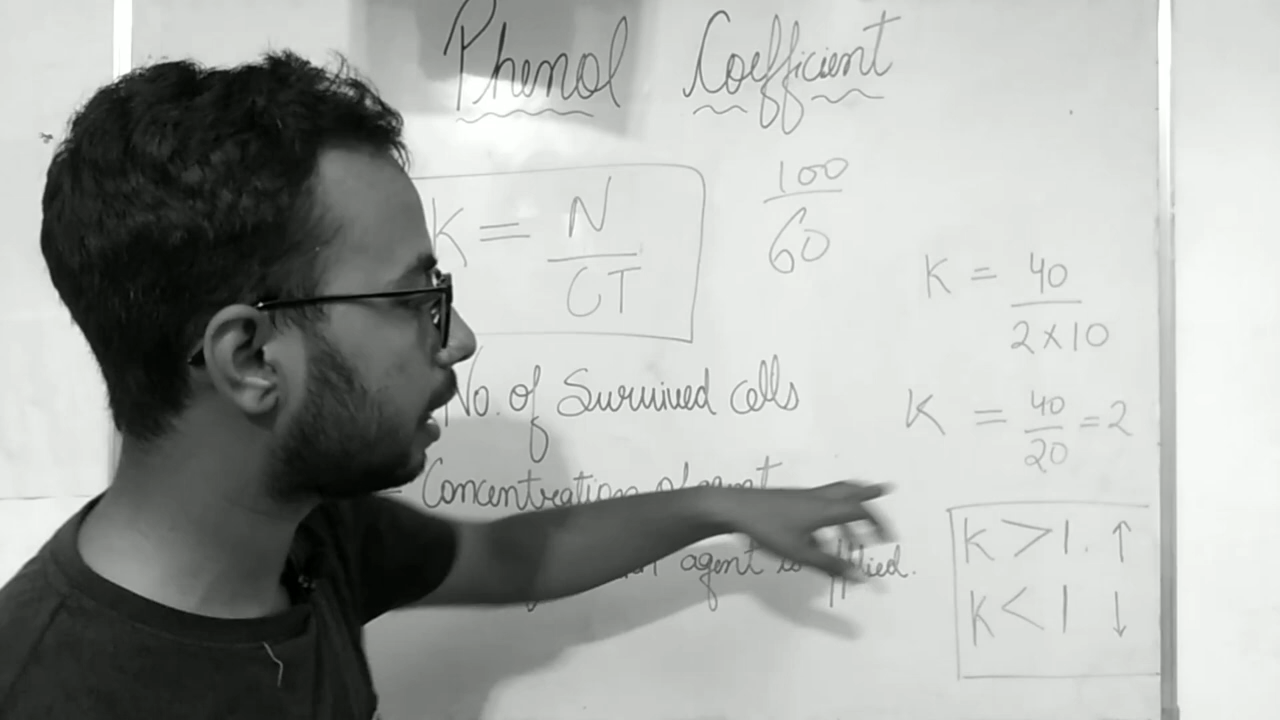 Phenol Coefficient
K = N / CT
100 / 60
K = 40 / 2×10
No. of Survived cells
K = 40 / 20 = 2
Concentration of agent
agent is Applied.
K > 1. ↑
K < 1 ↓